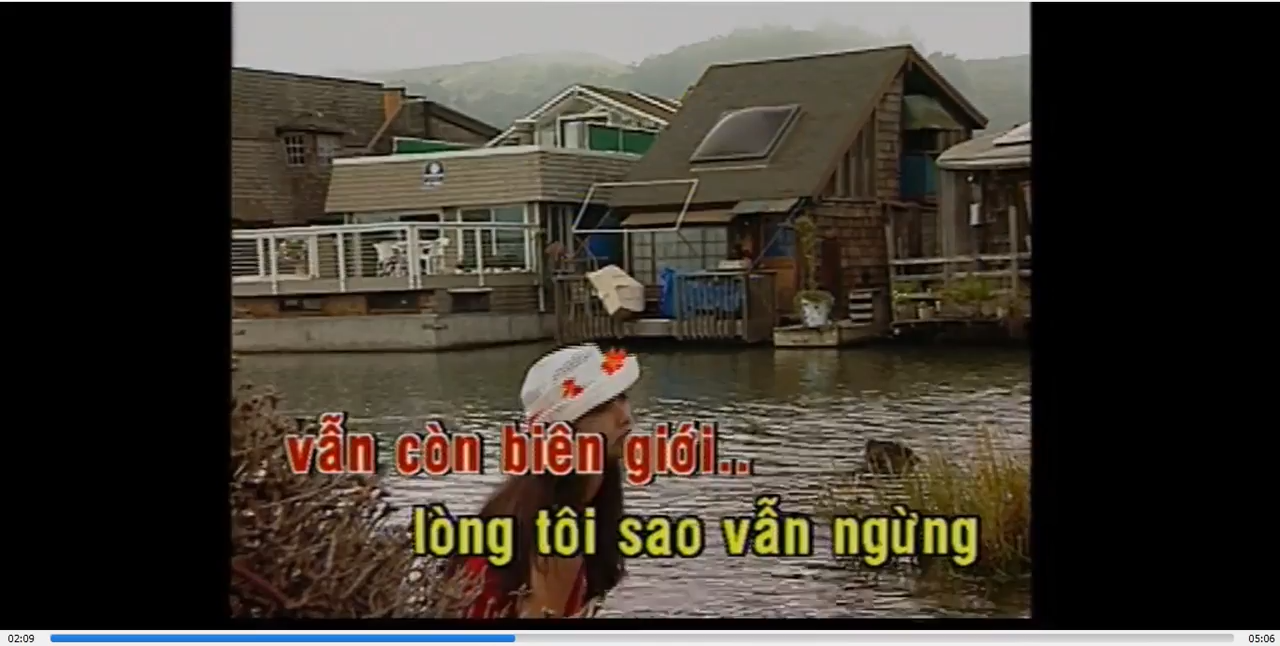 vẫn còn biên giới...
lòng tôi sao vẫn ngừng
02:09
05:06